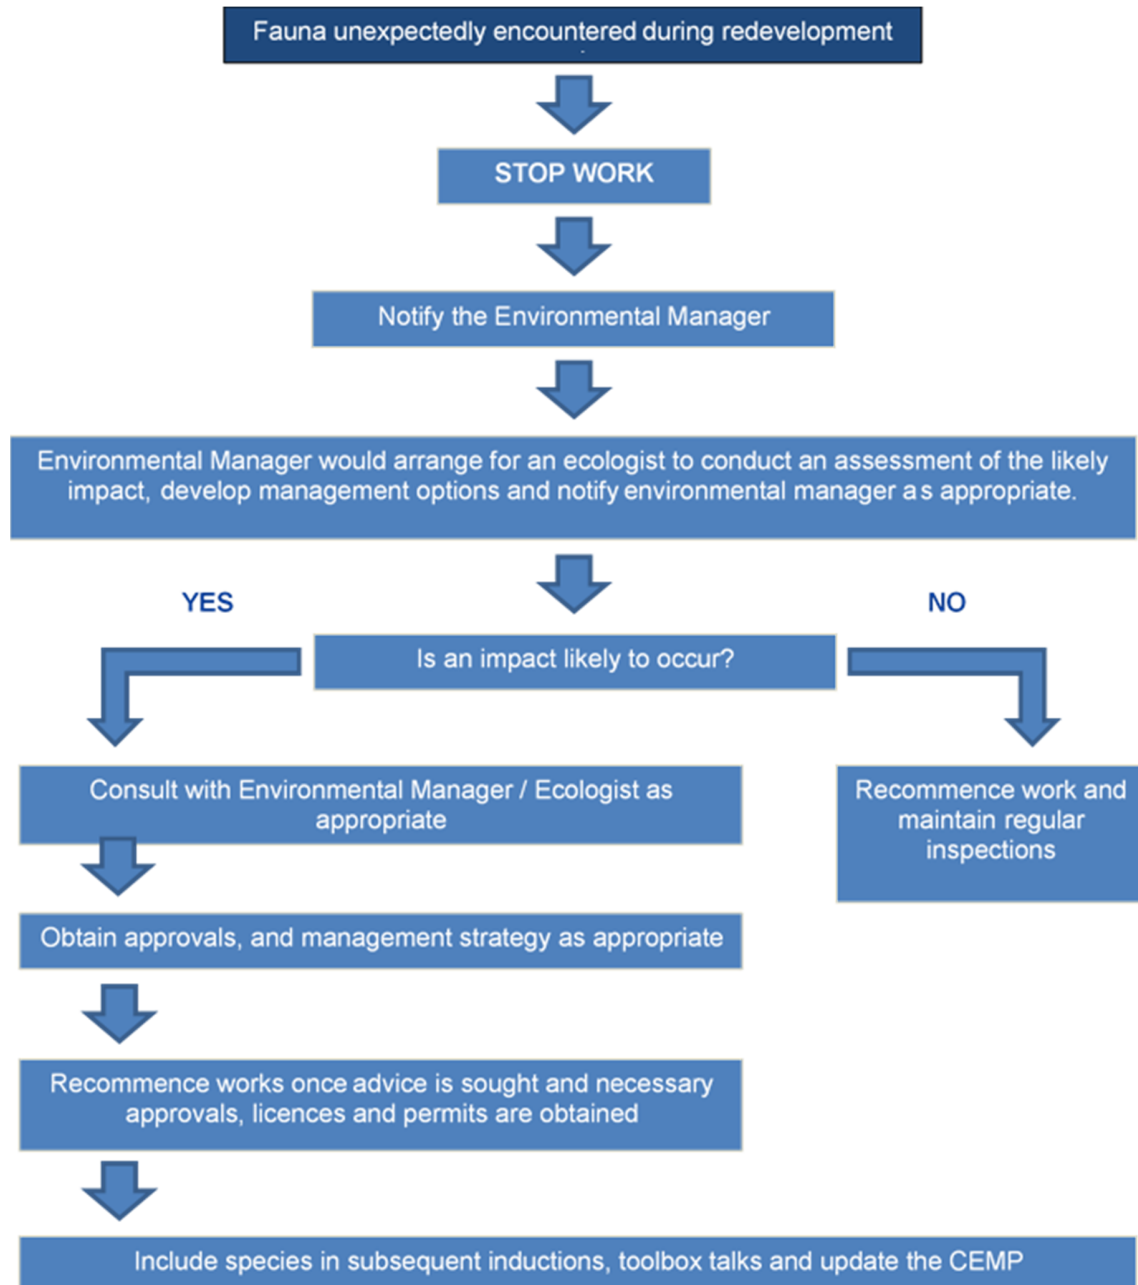 Fauna unexpectedly encountered during redevelopment
.
STOP WORK
Notify the Environmental Manager
Environmental Manager would arrange for an ecologist to conduct an assessment of the likely
impact, develop management options and notify environmental manager as appropriate.
YES
NO
Is an impact likely to occur?
Consult with Environmental Manager / Ecologist as
appropriate
Recommence work and
maintain regular
inspections
Obtain approvals, and management strategy as appropriate
Recommence works once advice is sought and necessary
approvals, licences and permits are obtained
Include species in subsequent inductions, toolbox talks and update the CEMP